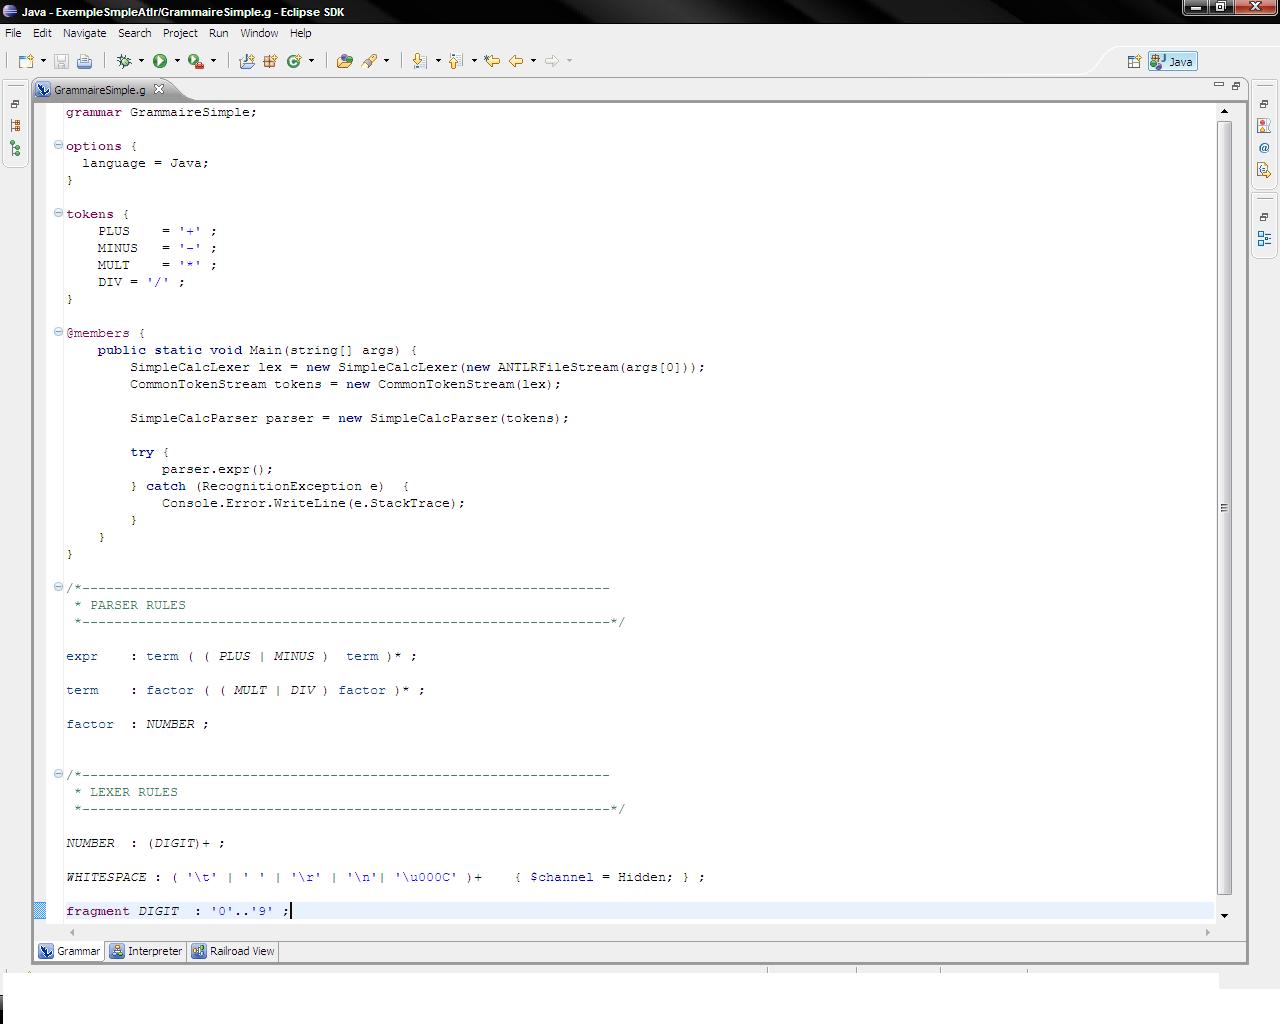 Java - ExempleSmpleAtlr/GrammaireSimple.g - Eclipse SDK
File Edit Navigate Search Project Run Window Help
Java
GrammaireSimple.g
grammar GrammaireSimple;
options {
language = Java;
}
tokens {
PLUS = '+' ;
MINUS = '-' ;
MULT = '*' ;
DIV = '/' ;
}
@members {
public static void Main(string[] args) {
SimpleCalcLexer lex = new SimpleCalcLexer(new ANTLRFileStream(args[0]));
CommonTokenStream tokens = new CommonTokenStream(lex);
SimpleCalcParser parser = new SimpleCalcParser(tokens);
try {
parser.expr();
} catch (RecognitionException e) {
Console.Error.WriteLine(e.StackTrace);
}
}
}
/*------------------------------------------------------------------
* PARSER RULES
*------------------------------------------------------------------*/
expr : term ( ( PLUS | MINUS ) term )* ;
term : factor ( ( MULT | DIV ) factor )* ;
factor : NUMBER ;
/*------------------------------------------------------------------
* LEXER RULES
*------------------------------------------------------------------*/
NUMBER : (DIGIT)+ ;
WHITESPACE : ( '\t' | ' ' | '\r' | '\n'| '\u000C' )+ { $channel = Hidden; } ;
fragment DIGIT : '0'..'9' ;
Grammar Interpreter Railroad View